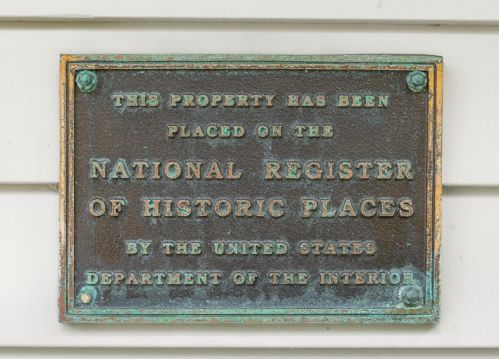 THIS PROPERTY HAS BEEN
PLACED ON THE
NATIONAL REGISTER
OF HISTORIC PLACES
BY THE UNITED STATES
DEPARTMENT OF THE INTERIOR